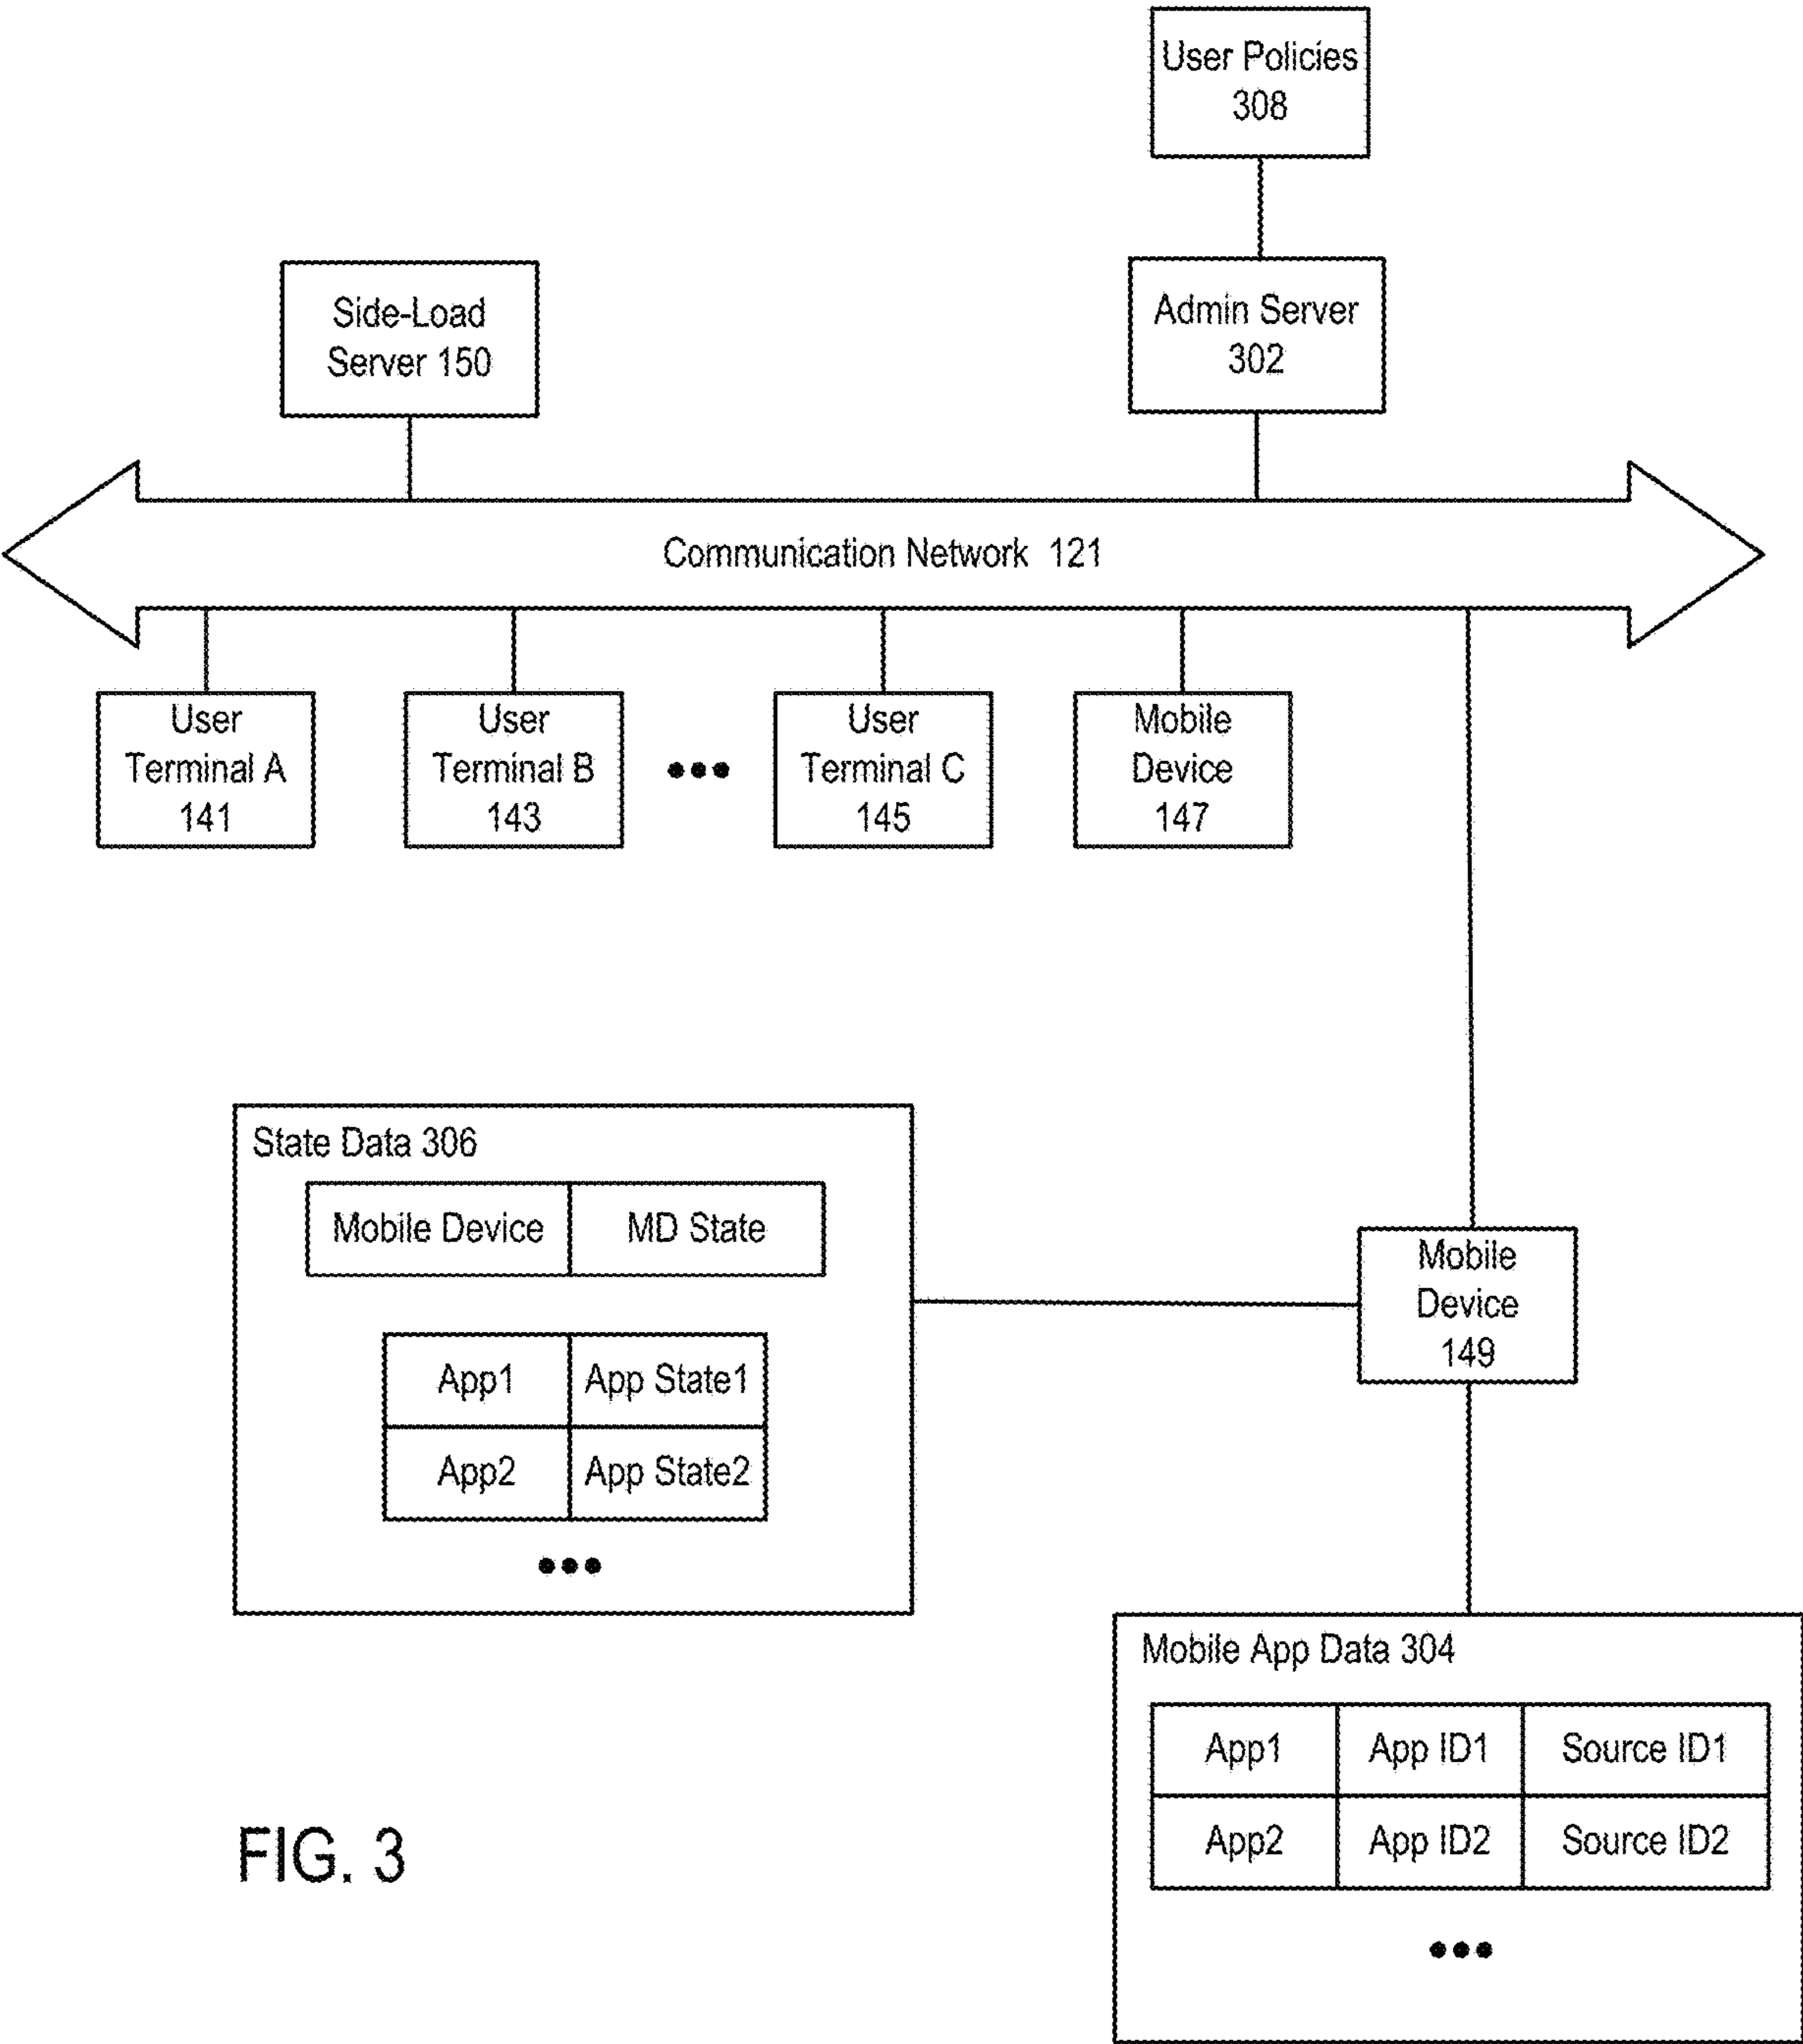 User Policies
308
Side-Load
Server 150
Admin Server
302
Communication Network 121
User
Terminal A
141
User
Terminal B
143
•••
User
Terminal C
145
Mobile
Device
147
State Data 306
Mobile Device MD State
App1 App State1
App2 App State2
•••
Mobile
Device
149
Mobile App Data 304
App1 App ID1 Source ID1
App2 App ID2 Source ID2
•••
FIG. 3